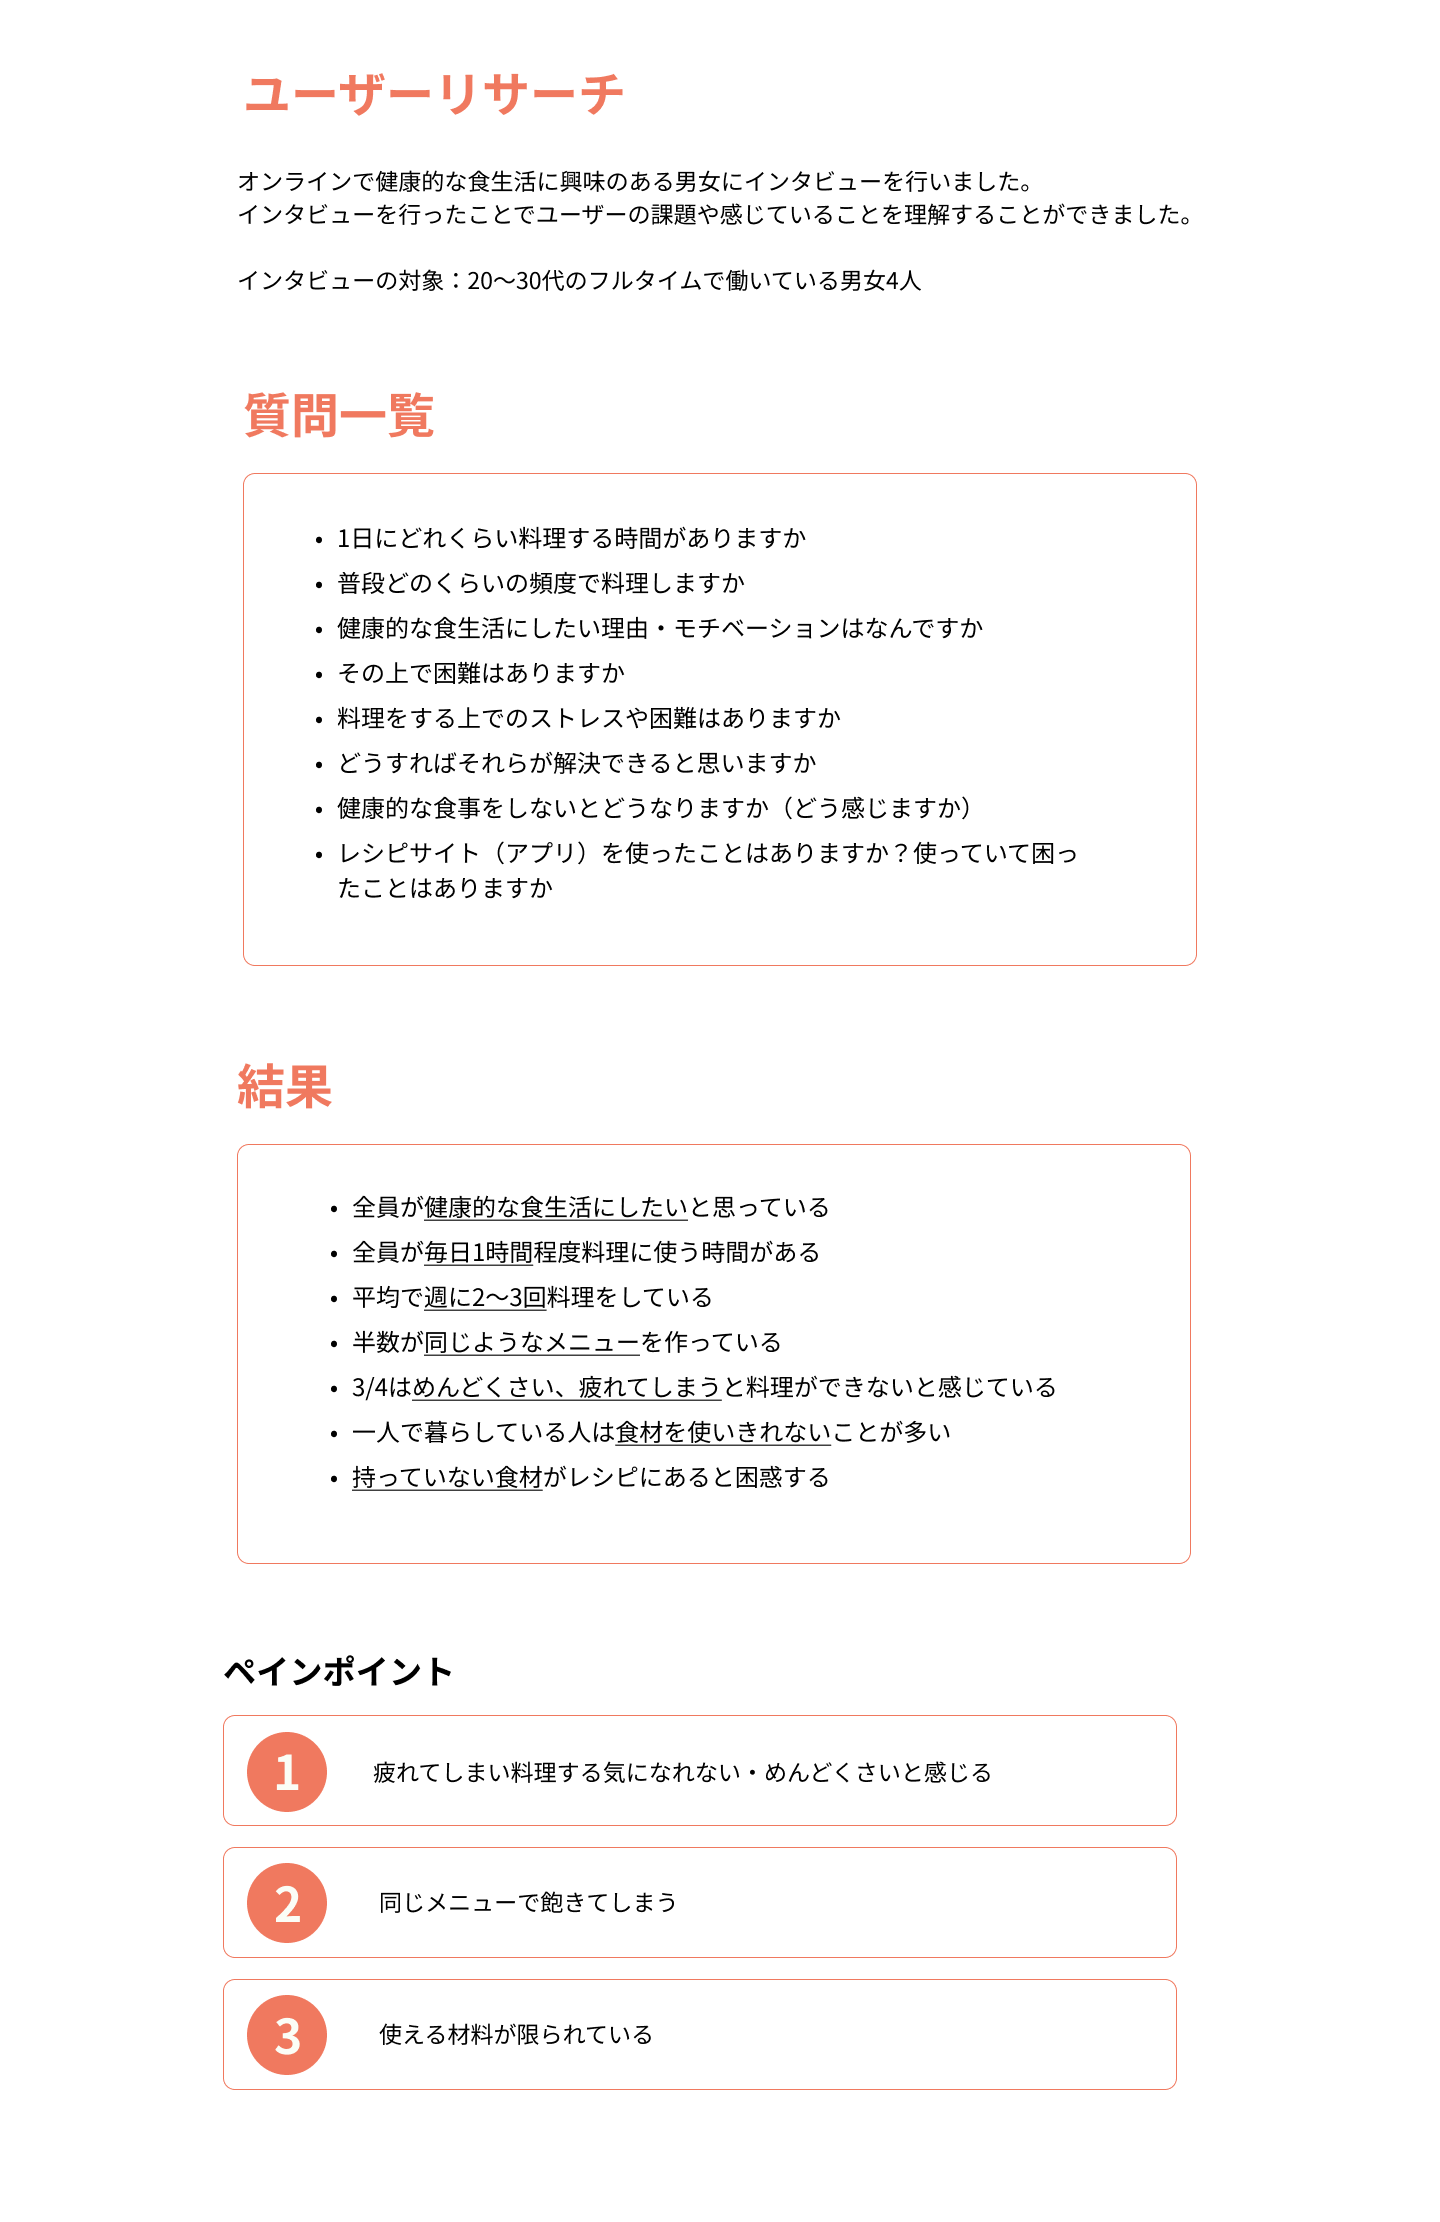 ユーザーリサーチ
オンラインで健康的な食生活に興味のある男女にインタビューを行いました。
インタビューを行ったことでユーザーの課題や感じていることを理解することができました。
インタビューの対象：20〜30代のフルタイムで働いている男女4人
質問一覧
• 1日にどれくらい料理する時間がありますか
• 普段どのくらいの頻度で料理しますか
• 健康的な食生活にしたい理由・モチベーションはなんですか
• その上で困難はありますか
• 料理をする上でのストレスや困難はありますか
• どうすればそれらが解決できると思いますか
• 健康的な食事をしないとどうなりますか（どう感じますか）
• レシピサイト（アプリ）を使ったことはありますか？使っていて困っ
たことはありますか
結果
• 全員が健康的な食生活にしたいと思っている
• 全員が毎日1時間程度料理に使う時間がある
• 平均で週に2〜3回料理をしている
• 半数が同じようなメニューを作っている
• 3/4はめんどくさい、疲れてしまうと料理ができないと感じている
• 一人で暮らしている人は食材を使いきれないことが多い
• 持っていない食材がレシピにあると困惑する
ペインポイント
1 疲れてしまい料理する気になれない・めんどくさいと感じる
2 同じメニューで飽きてしまう
3 使える材料が限られている